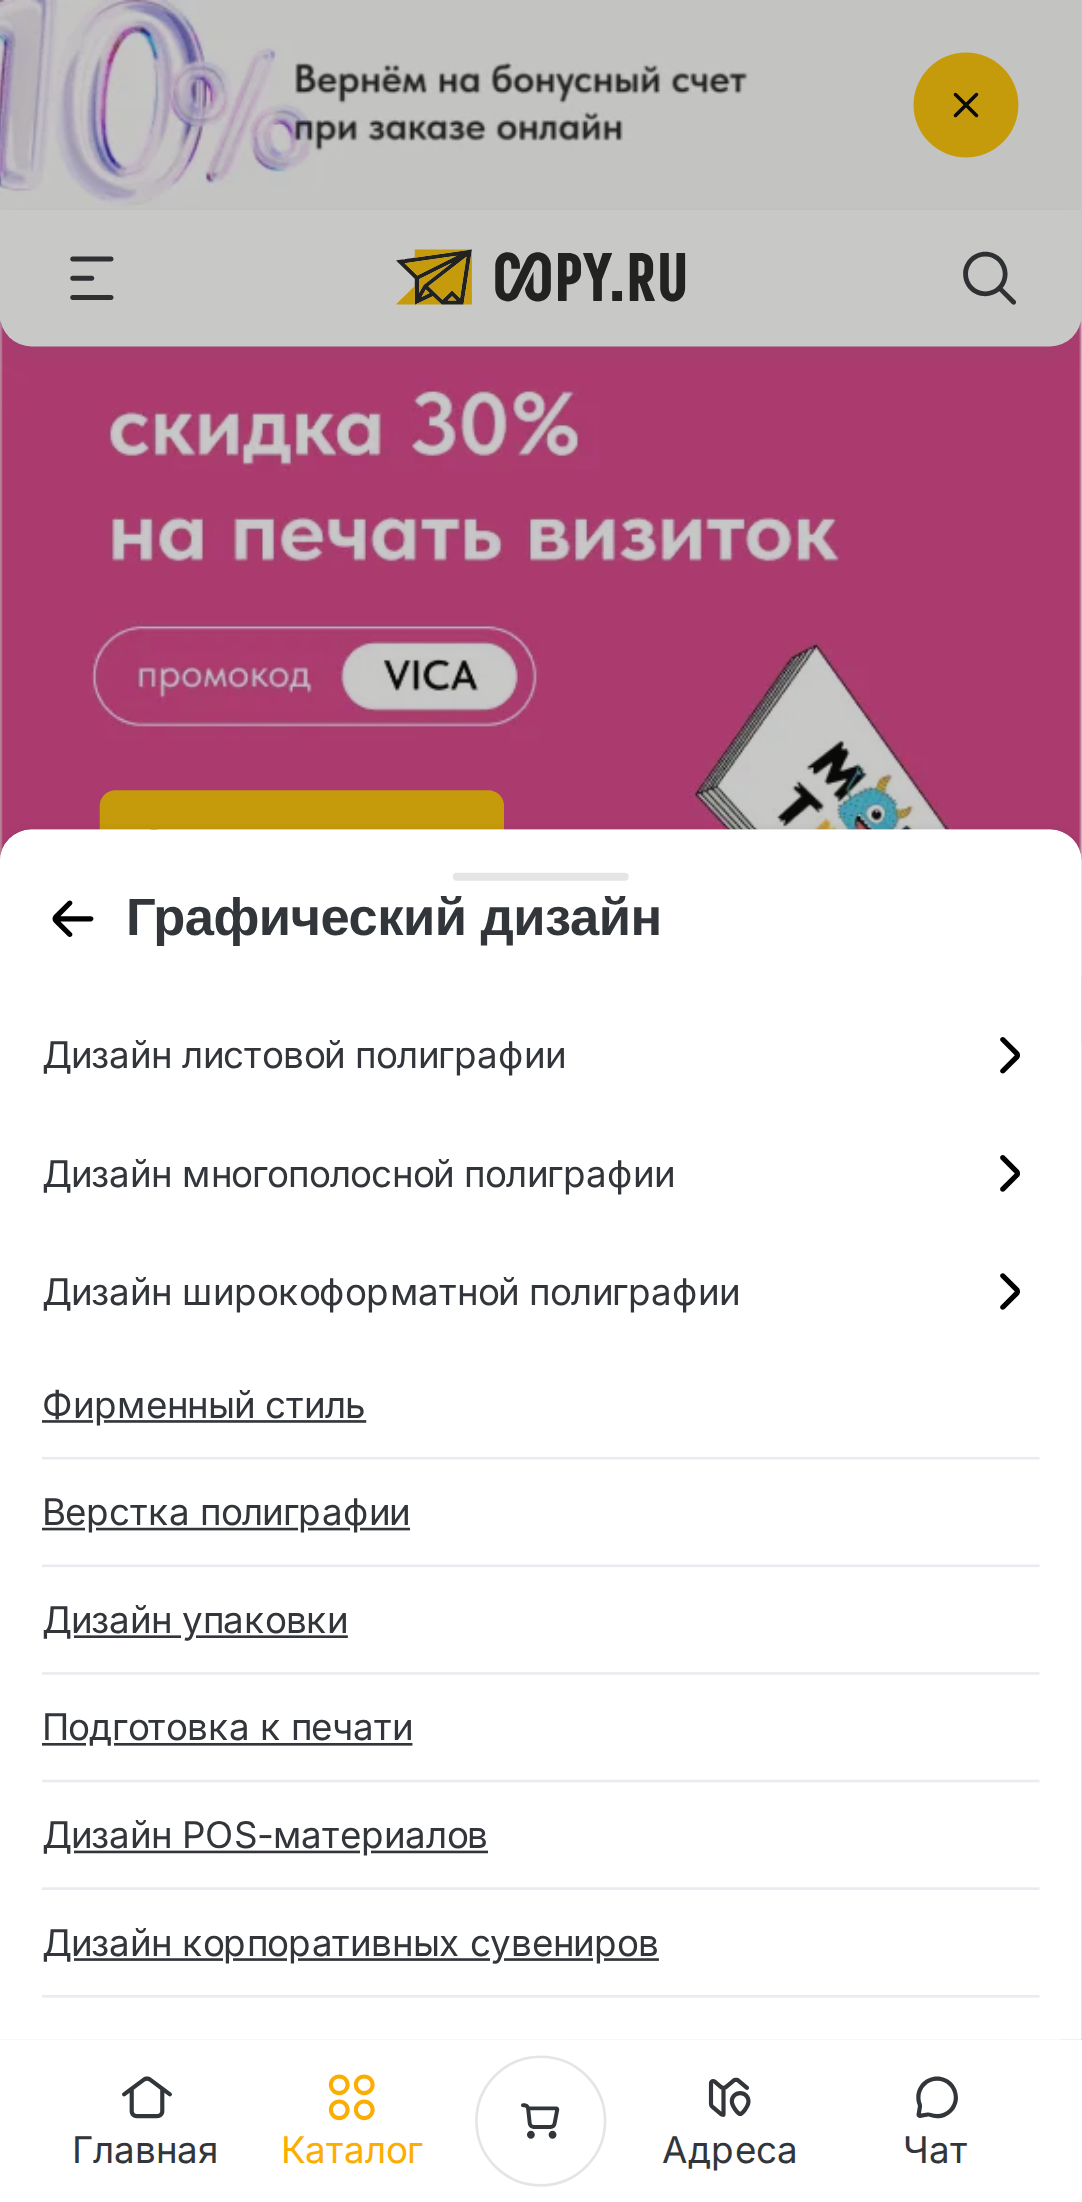 10%
Вернём на бонусный счет
при заказе онлайн
COPY.RU
скидка 30%
на печать визиток
промокод VICA
Графический дизайн
Дизайн листовой полиграфии
Дизайн многополосной полиграфии
Дизайн широкоформатной полиграфии
Фирменный стиль
Верстка полиграфии
Дизайн упаковки
Подготовка к печати
Дизайн POS-материалов
Дизайн корпоративных сувениров
Главная
Каталог
Адреса
Чат